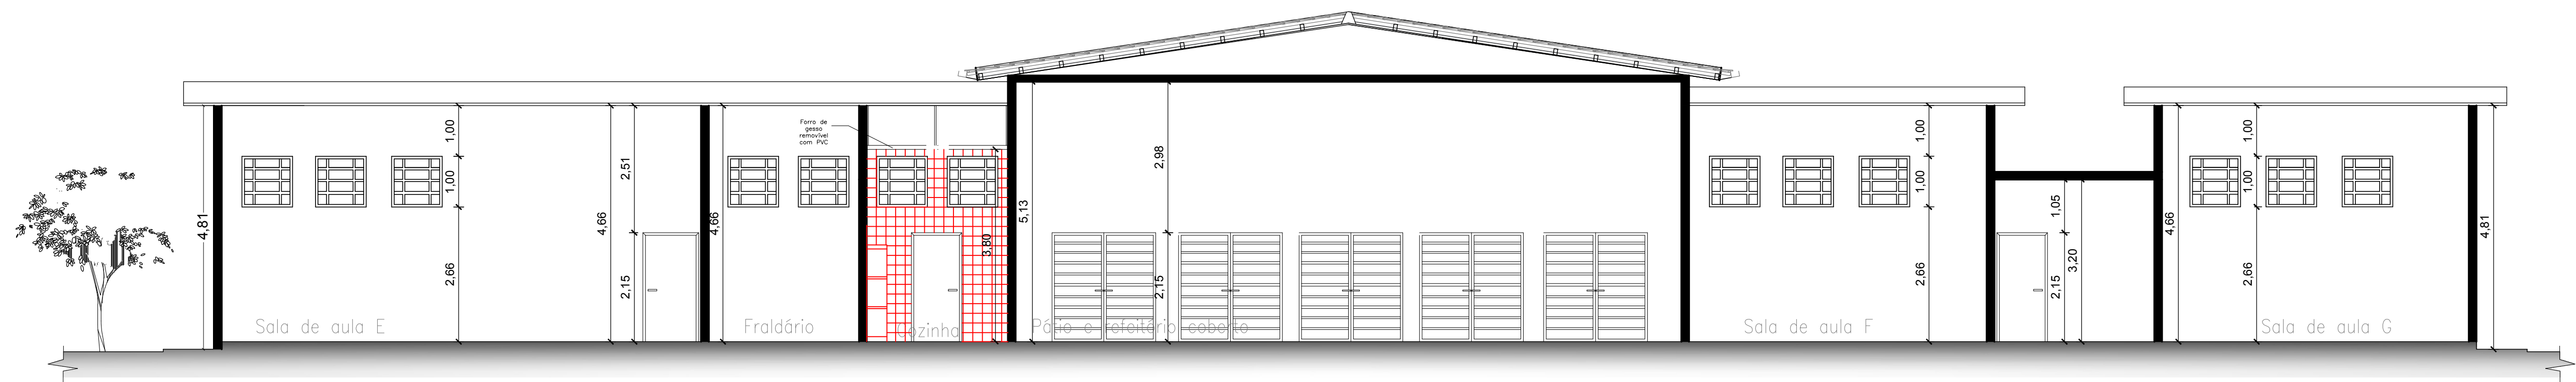 Forro de
gesso
removível
com PVC
4,81
1,00
1,00
2,66
4,66
2,51
2,15
4,66
3,80
5,13
2,98
2,15
1,00
1,00
2,66
1,05
2,15
3,20
4,66
1,00
1,00
2,66
4,81
Sala de aula E
Fraldário
Cozinha
Pátio e refeitório coberto
Sala de aula F
Sala de aula G